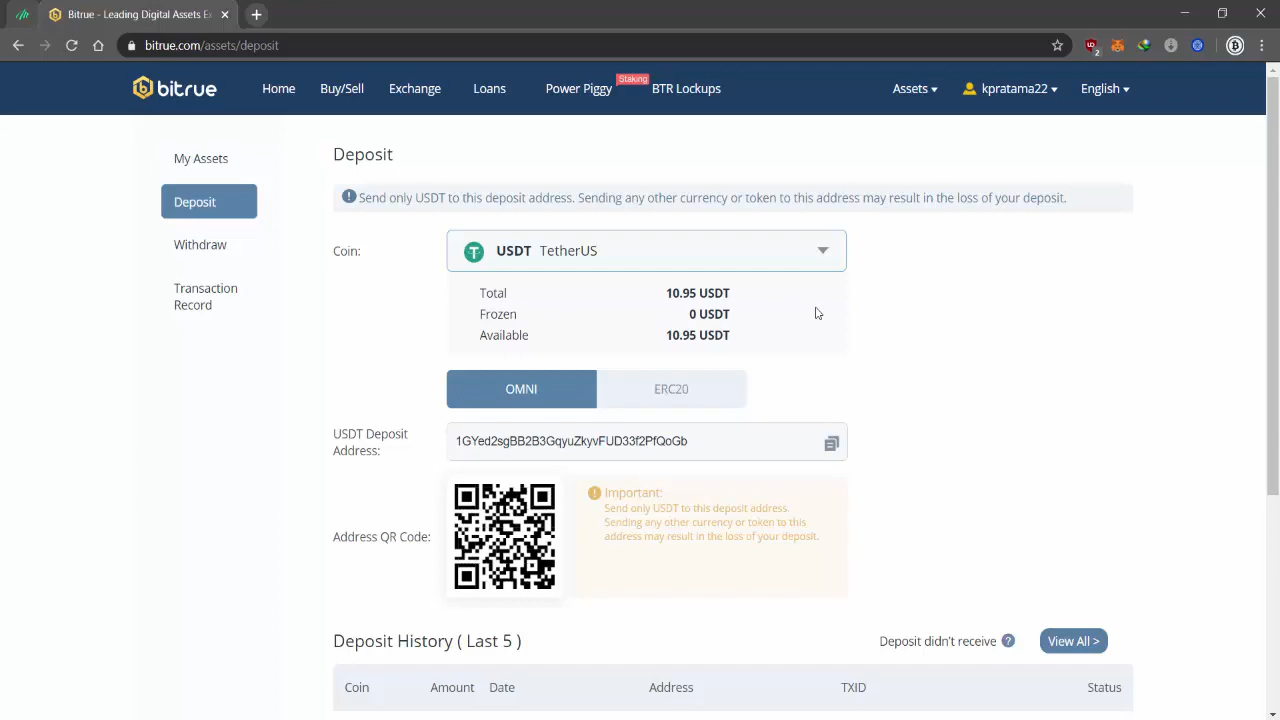 Bitrue - Leading Digital Assets Ex
bitrue.com/assets/deposit
2
bitrue
Home
Buy/Sell
Exchange
Loans
Power Piggy
Staking
BTR Lockups
Assets
kpratama22
English
My Assets
Deposit
Withdraw
Transaction
Record
Deposit
Send only USDT to this deposit address. Sending any other currency or token to this address may result in the loss of your deposit.
Coin:
USDT TetherUS
Total 10.95 USDT
Frozen 0 USDT
Available 10.95 USDT
OMNI
ERC20
USDT Deposit
Address:
1GYed2sgBB2B3GqyuZkyvFUD33f2PfQoGb
Address QR Code:
Important:
Send only USDT to this deposit address.
Sending any other currency or token to this
address may result in the loss of your deposit.
Deposit History ( Last 5 )
Deposit didn't receive ?
View All >
Coin Amount Date Address TXID Status